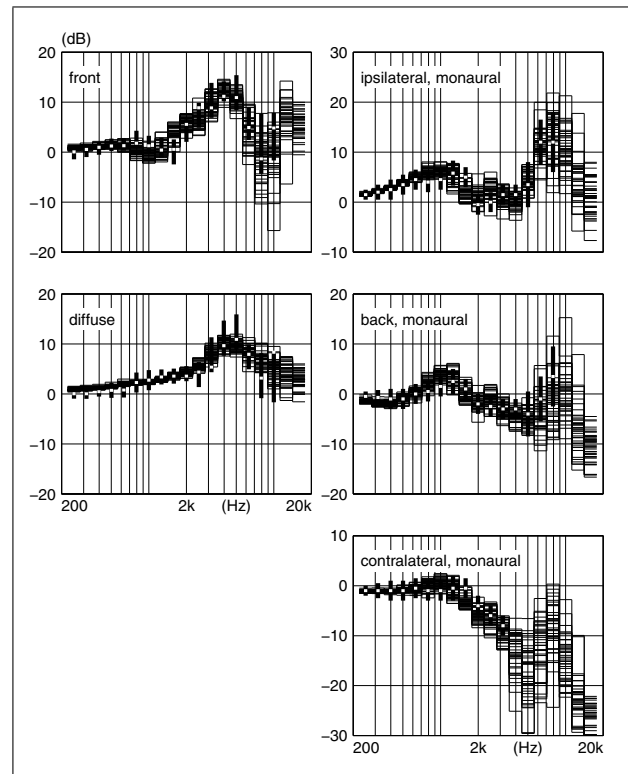 (dB)
20
front
10
0
−10
−20
20
diffuse
10
0
−10
−20
200
2k
(Hz)
20k
30
ipsilateral, monaural
20
10
0
−10
20
back, monaural
10
0
−10
−20
10
contralateral, monaural
0
−10
−20
−30
200
2k
(Hz)
20k